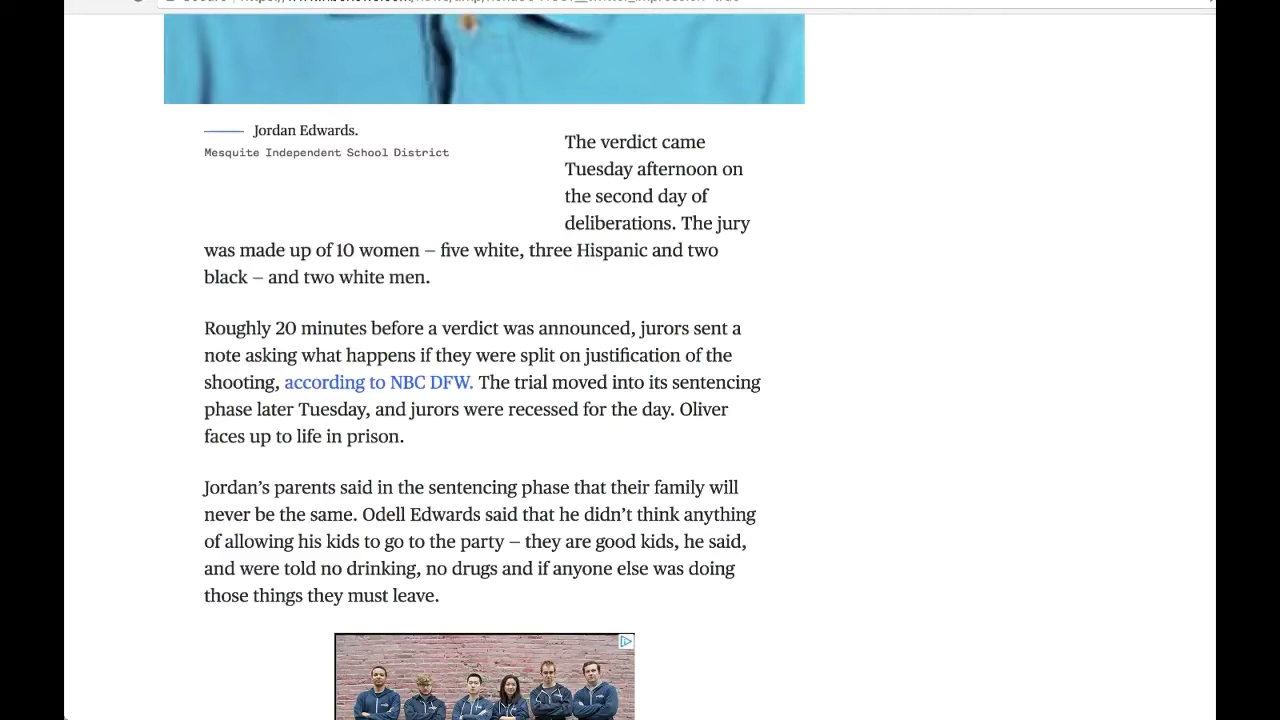 Jordan Edwards.
Mesquite Independent School District
The verdict came
Tuesday afternoon on
the second day of
deliberations. The jury
was made up of 10 women – five white, three Hispanic and two
black – and two white men.
Roughly 20 minutes before a verdict was announced, jurors sent a
note asking what happens if they were split on justification of the
shooting, according to NBC DFW. The trial moved into its sentencing
phase later Tuesday, and jurors were recessed for the day. Oliver
faces up to life in prison.
Jordan’s parents said in the sentencing phase that their family will
never be the same. Odell Edwards said that he didn’t think anything
of allowing his kids to go to the party – they are good kids, he said,
and were told no drinking, no drugs and if anyone else was doing
those things they must leave.